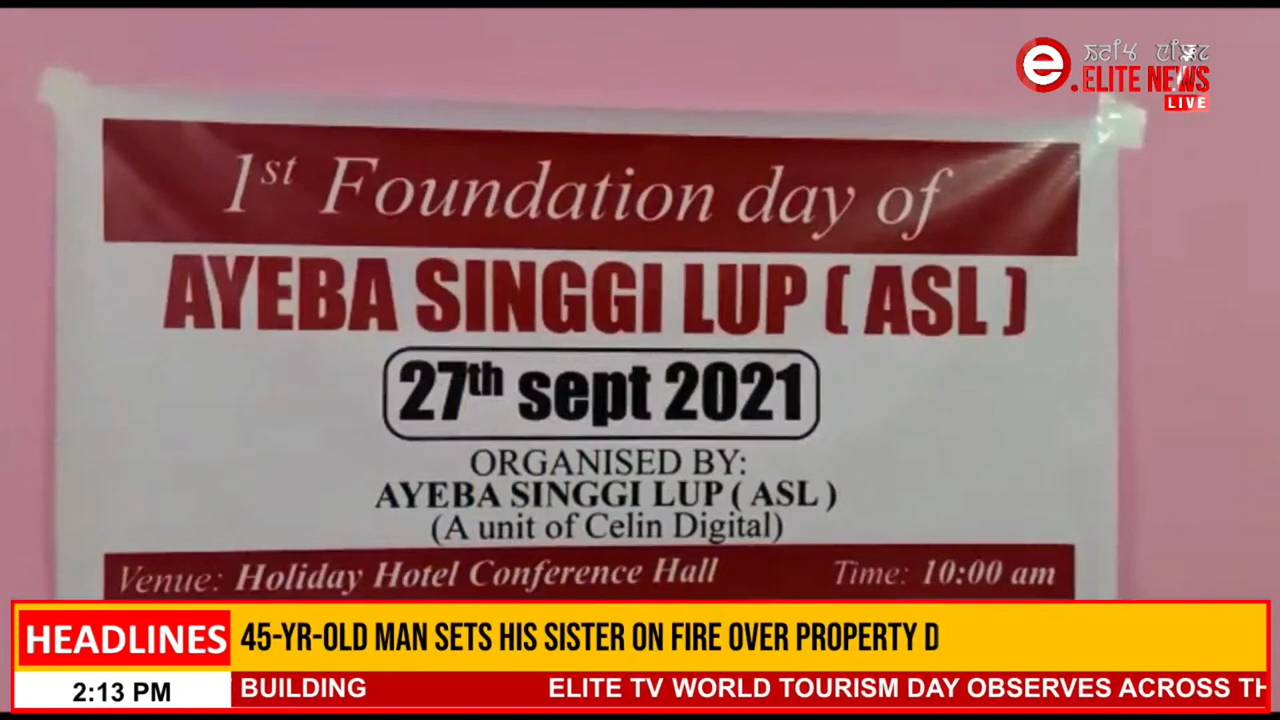 ELITE NEWS
LIVE
1st Foundation day of
AYEBA SINGGI LUP ( ASL )
27th sept 2021
ORGANISED BY:
AYEBA SINGGI LUP ( ASL )
(A unit of Celin Digital)
Venue: Holiday Hotel Conference Hall Time: 10:00 am
HEADLINES 45-YR-OLD MAN SETS HIS SISTER ON FIRE OVER PROPERTY D
2:13 PM BUILDING ELITE TV WORLD TOURISM DAY OBSERVES ACROSS TH